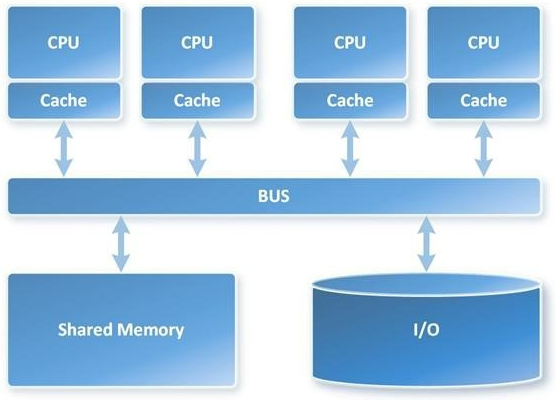 CPU
CPU
CPU
CPU
Cache
Cache
Cache
Cache
BUS
Shared Memory
I/O